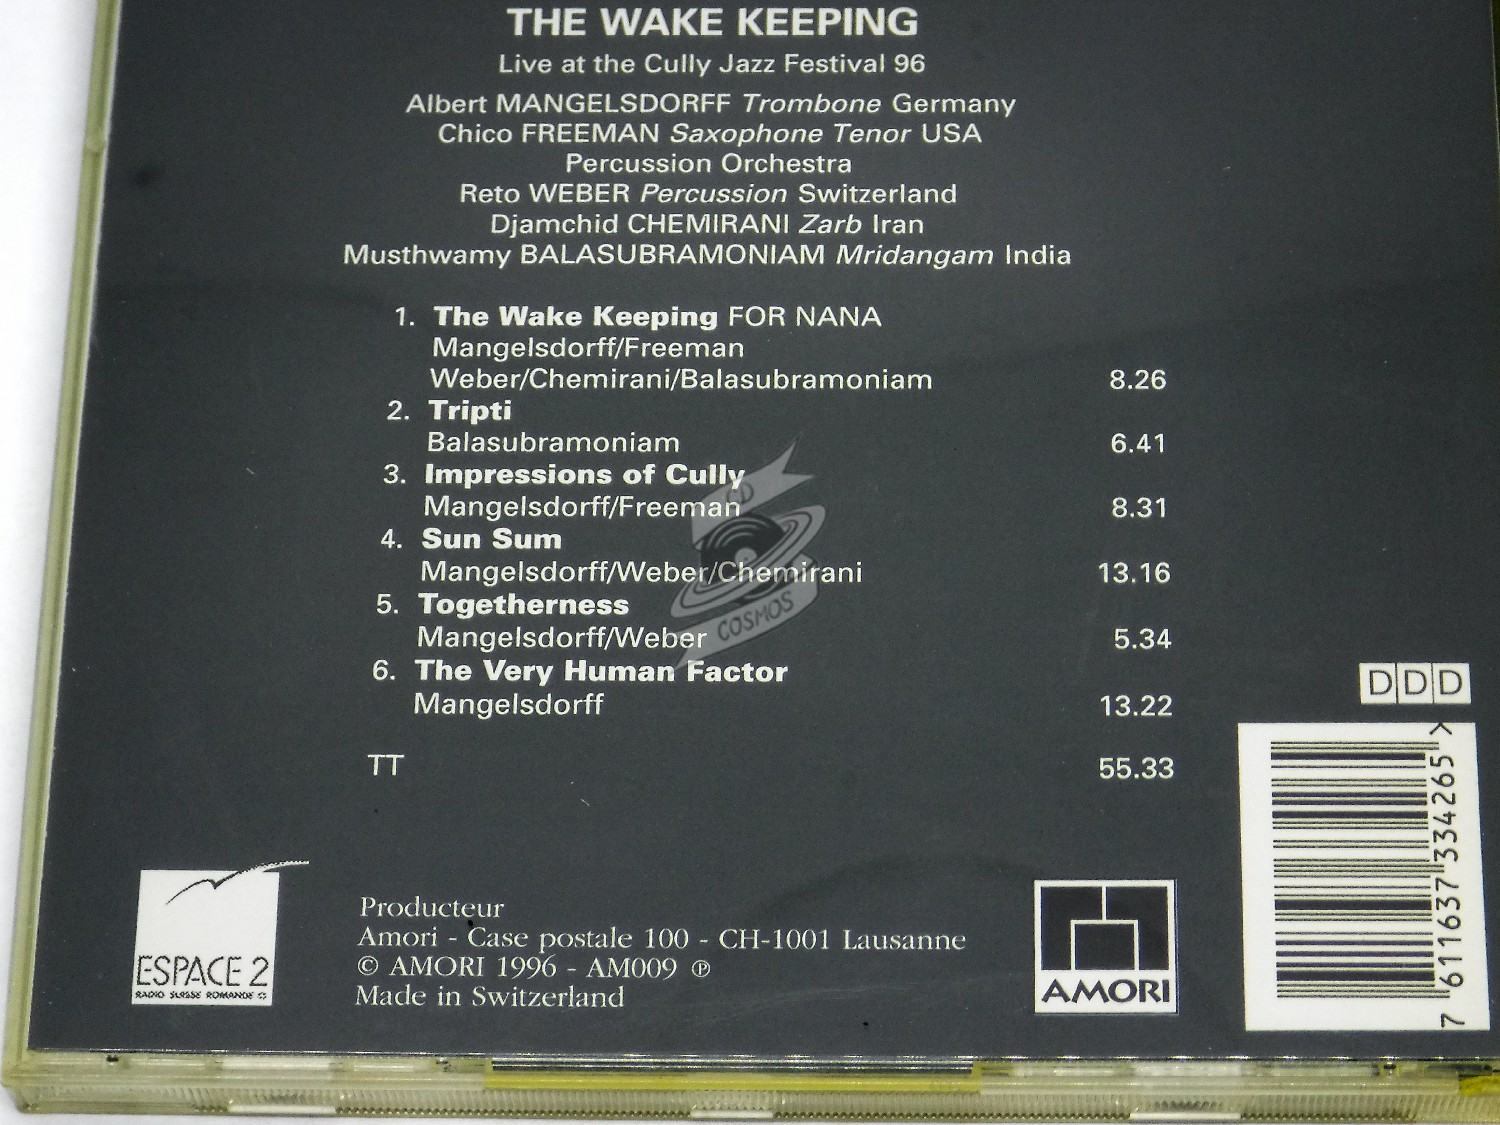 THE WAKE KEEPING
Live at the Cully Jazz Festival 96
Albert MANGELSDORFF Trombone Germany
Chico FREEMAN Saxophone Tenor USA
Percussion Orchestra
Reto WEBER Percussion Switzerland
Djamchid CHEMIRANI Zarb Iran
Musthwamy BALASUBRAMONIAM Mridangam India
1. The Wake Keeping FOR NANA
Mangelsdorff/Freeman
Weber/Chemirani/Balasubramoniam 8.26
2. Tripti
Balasubramoniam 6.41
3. Impressions of Cully
Mangelsdorff/Freeman 8.31
4. Sun Sum
Mangelsdorff/Weber/Chemirani 13.16
5. Togetherness
Mangelsdorff/Weber 5.34
6. The Very Human Factor
Mangelsdorff 13.22
TT 55.33
CD
COSMOS
DDD
7 611637 334265 >
ESPACE 2
RADIO SUISSE ROMANDE
Producteur
Amori - Case postale 100 - CH-1001 Lausanne
© AMORI 1996 - AM009 ℗
Made in Switzerland
AMORI